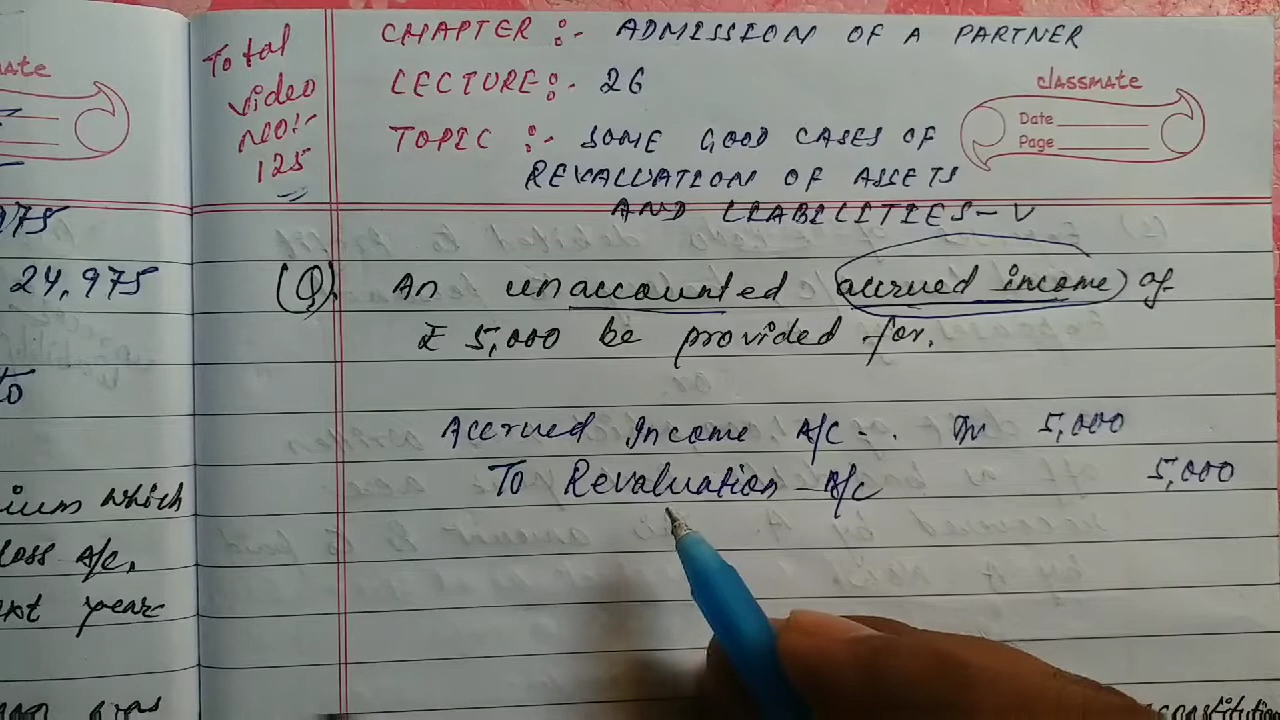 Total
video
NO:-
125
CHAPTER :- ADMISSION OF A PARTNER
LECTURE:- 26
TOPIC :- SOME GOOD CASES OF
REVALUATION OF ASSETS
AND LIABILITIES-V
classmate
Date
Page
24,975
(Q). An unaccounted (accrued income) of
₹ 5,000 be provided for.
Accrued Income A/C . . Dr 5,000
To Revaluation A/c 5,000
which
loss A/c,
year